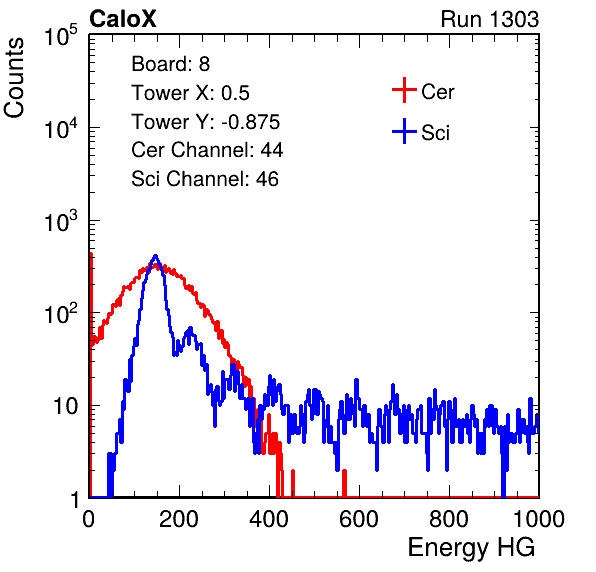 CaloX Run 1303
Counts
Board: 8
Tower X: 0.5
Tower Y: -0.875
Cer Channel: 44
Sci Channel: 46
Cer
Sci
10^5
10^4
10^3
10^2
10
1
0 200 400 600 800 1000
Energy HG